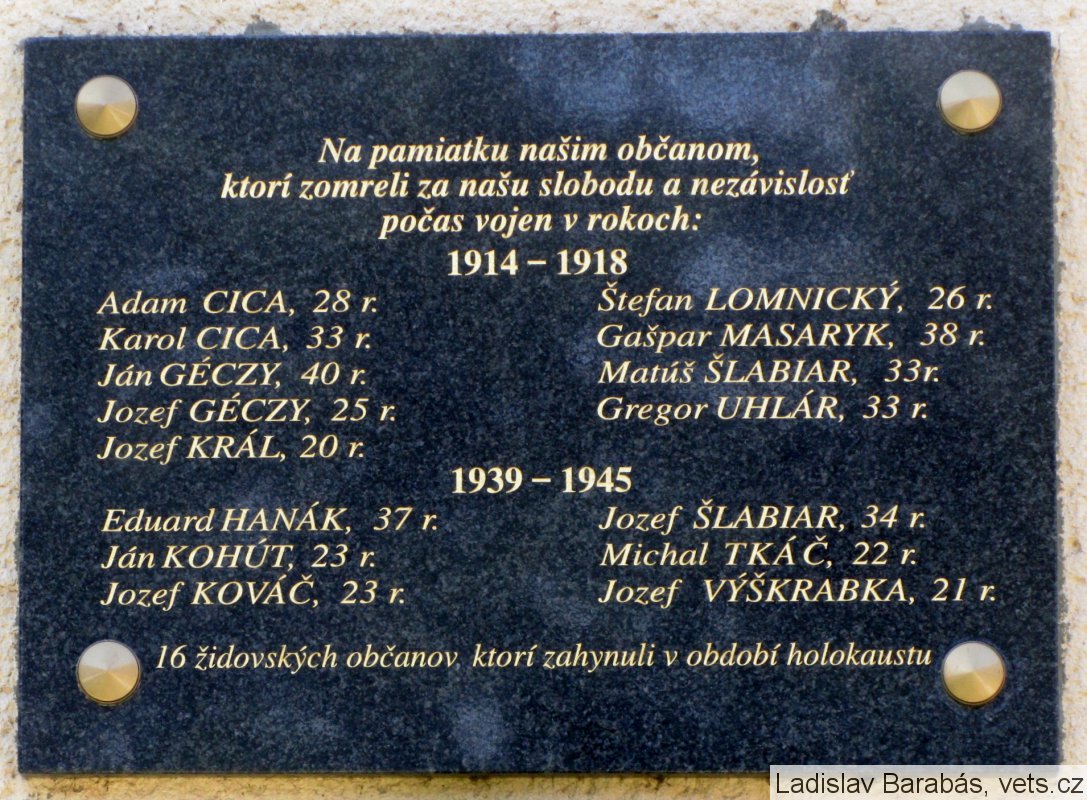 Na pamiatku našim občanom,
ktorí zomreli za našu slobodu a nezávislosť
počas vojen v rokoch:
1914 – 1918
Adam CICA, 28 r.
Karol CICA, 33 r.
Ján GÉCZY, 40 r.
Jozef GÉCZY, 25 r.
Jozef KRÁL, 20 r.
Štefan LOMNICKÝ, 26 r.
Gašpar MASARYK, 38 r.
Matúš ŠLABIAR, 33r.
Gregor UHLÁR, 33 r.
1939 – 1945
Eduard HANÁK, 37 r.
Ján KOHÚT, 23 r.
Jozef KOVÁČ, 23 r.
Jozef ŠLABIAR, 34 r.
Michal TKÁČ, 22 r.
Jozef VÝŠKRABKA, 21 r.
16 židovských občanov ktorí zahynuli v období holokaustu
Ladislav Barabás, vets.cz